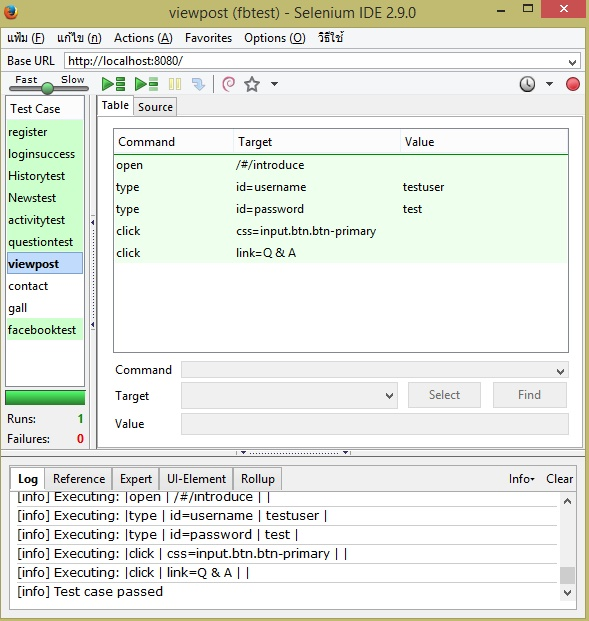 viewpost (fbtest) - Selenium IDE 2.9.0
แฟ้ม (F) แก้ไข (ก) Actions (A) Favorites Options (O) วิธีใช้
Base URL http://localhost:8080/
Fast Slow
Table Source
Test Case
register
loginsuccess
Historytest
Newstest
activitytest
questiontest
viewpost
contact
gall
facebooktest
Runs: 1
Failures: 0
Command Target Value
open /#/introduce
type id=username testuser
type id=password test
click css=input.btn.btn-primary
click link=Q & A
Command
Target Select Find
Value
Log Reference Expert UI-Element Rollup Info Clear
[info] Executing: |open | /#/introduce | |
[info] Executing: |type | id=username | testuser |
[info] Executing: |type | id=password | test |
[info] Executing: |click | css=input.btn.btn-primary | |
[info] Executing: |click | link=Q & A | |
[info] Test case passed